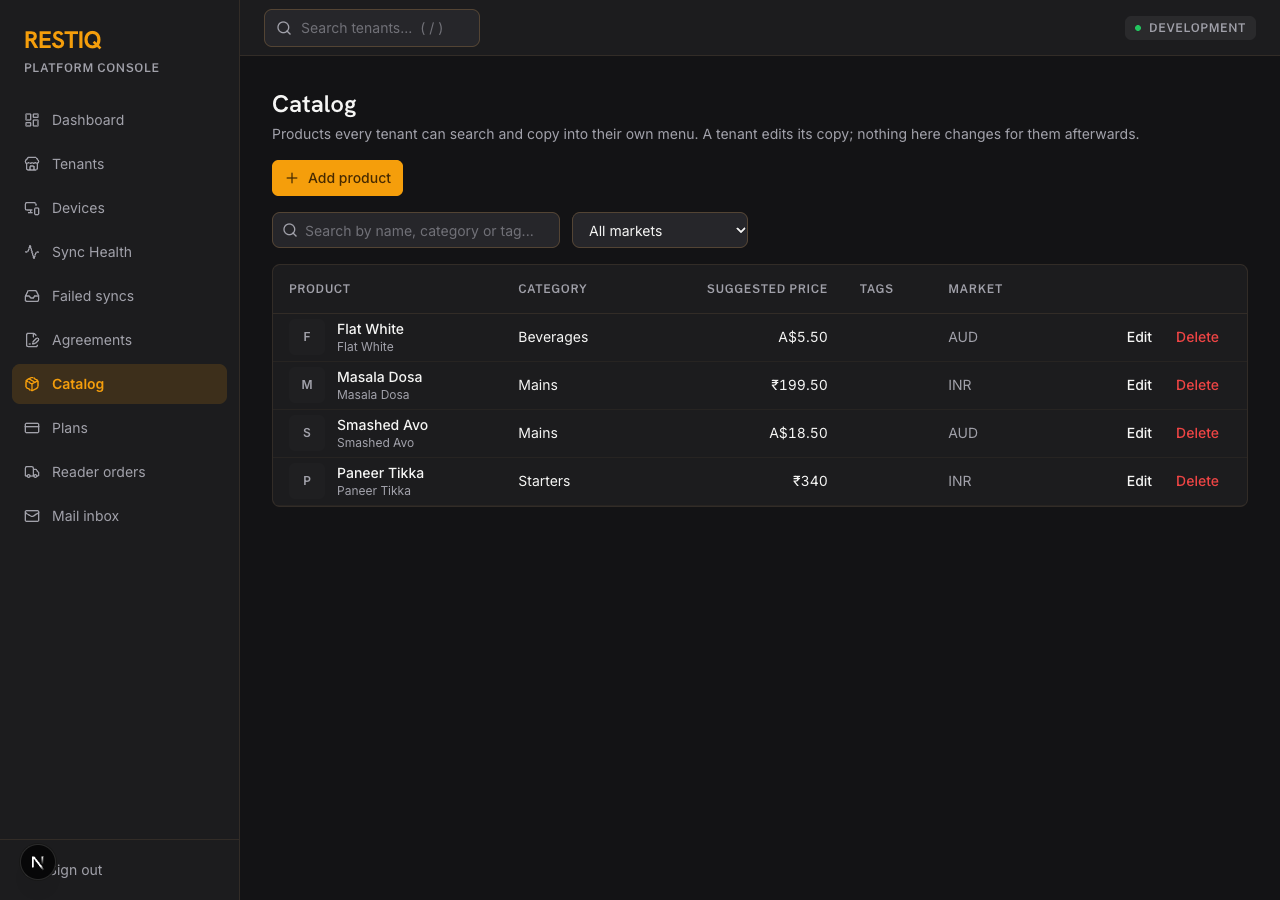 RESTIQ
PLATFORM CONSOLE
Dashboard
Tenants
Devices
Sync Health
Failed syncs
Agreements
Catalog
Plans
Reader orders
Mail inbox
N
ign out
Search tenants... ( / )
DEVELOPMENT
Catalog
Products every tenant can search and copy into their own menu. A tenant edits its copy; nothing here changes for them afterwards.
Add product
Search by name, category or tag...
All markets
PRODUCT CATEGORY SUGGESTED PRICE TAGS MARKET
F Flat White Beverages A$5.50 AUD Edit Delete
Flat White
M Masala Dosa Mains ₹199.50 INR Edit Delete
Masala Dosa
S Smashed Avo Mains A$18.50 AUD Edit Delete
Smashed Avo
P Paneer Tikka Starters ₹340 INR Edit Delete
Paneer Tikka